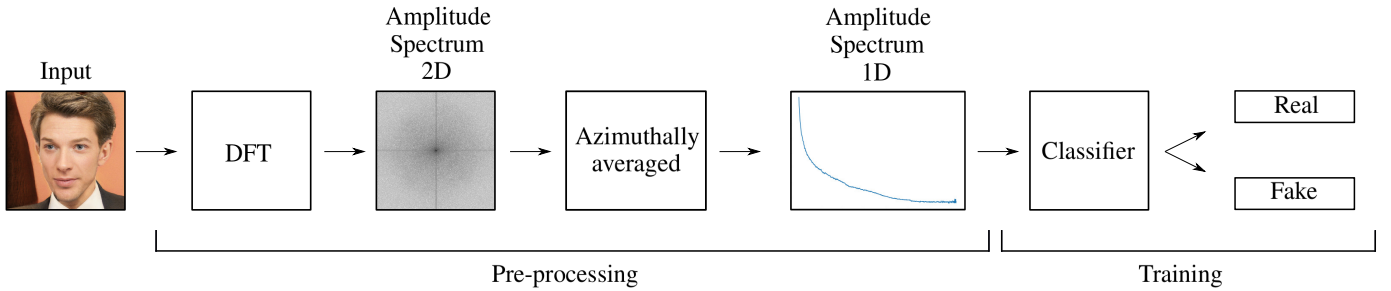 Input
DFT
Amplitude
Spectrum
2D
Azimuthally
averaged
Amplitude
Spectrum
1D
Classifier
Real
Fake
Pre-processing
Training